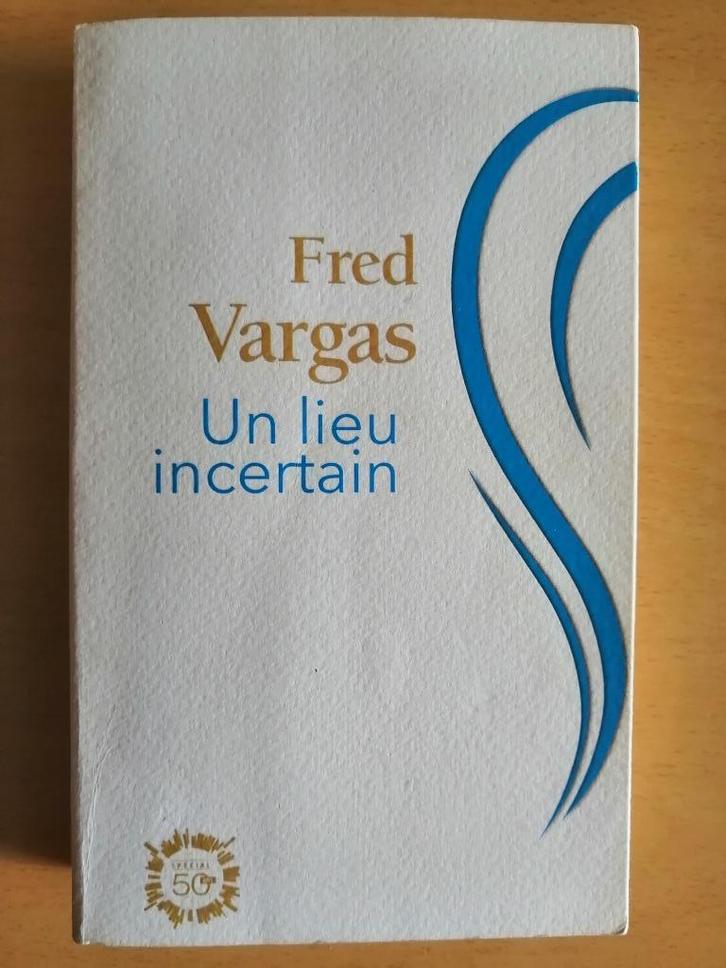 Fred
Vargas
Un lieu
incertain
SPÉCIAL
50